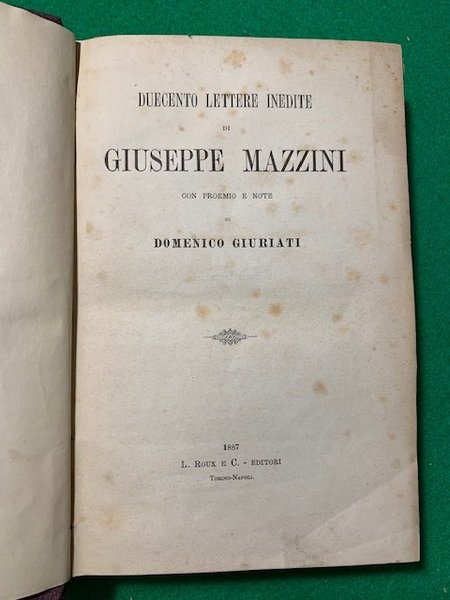 DUECENTO LETTERE INEDITE
DI
GIUSEPPE MAZZINI
CON PROEMIO E NOTE
DI
DOMENICO GIURIATI
1887
L. ROUX E C. - EDITORI
TORINO-NAPOLI.